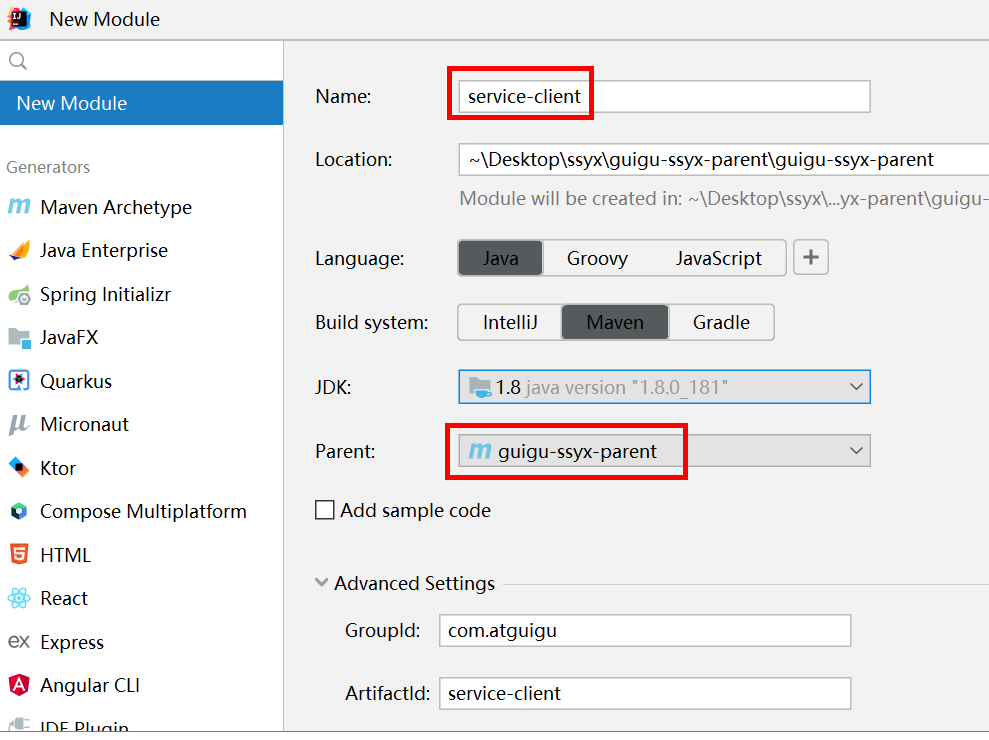 New Module
New Module
Generators
Maven Archetype
Java Enterprise
Spring Initializr
JavaFX
Quarkus
Micronaut
Ktor
Compose Multiplatform
HTML
React
Express
Angular CLI
IDE Plugin
Name: service-client
Location: ~\Desktop\ssyx\guigu-ssyx-parent\guigu-ssyx-parent
Module will be created in: ~\Desktop\ssyx\...yx-parent\guigu-
Language: Java Groovy JavaScript +
Build system: IntelliJ Maven Gradle
JDK: 1.8 java version "1.8.0_181"
Parent: guigu-ssyx-parent
Add sample code
Advanced Settings
GroupId: com.atguigu
ArtifactId: service-client